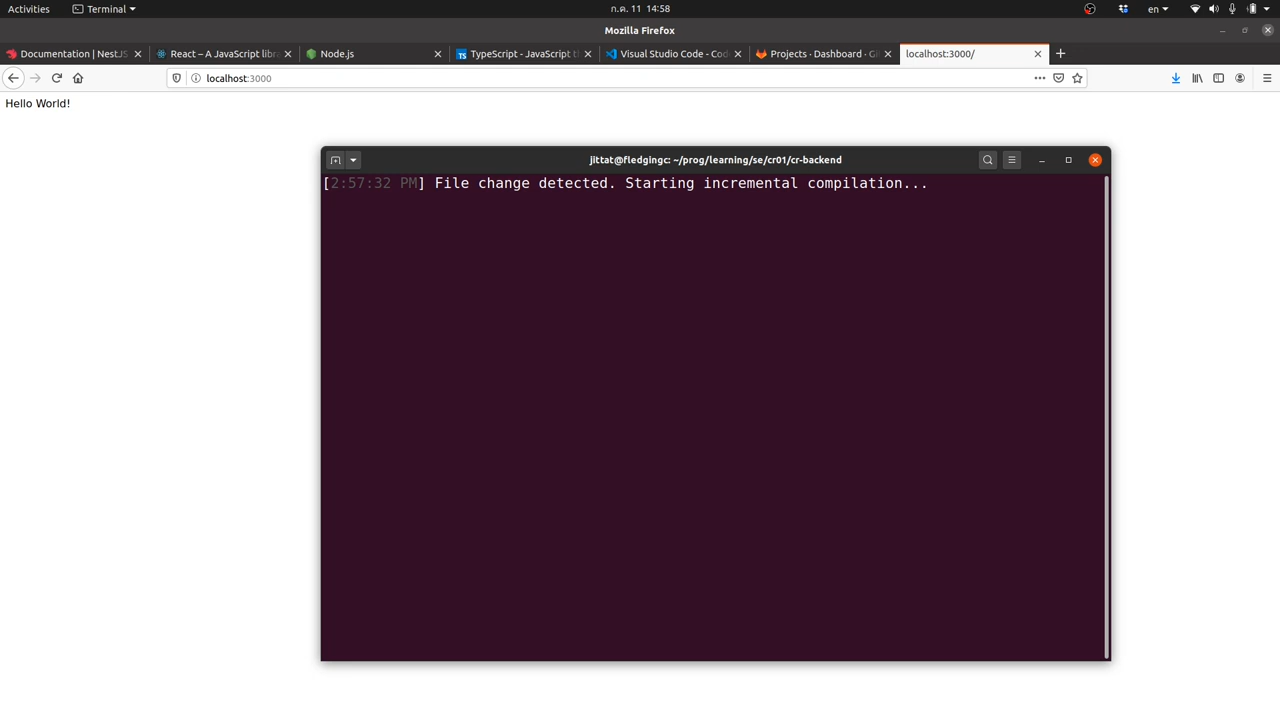 Activities
Terminal
ก.ค. 11 14:58
en
Mozilla Firefox
Documentation | NestJS
React – A JavaScript libra
Node.js
TypeScript - JavaScript th
Visual Studio Code - Cod
Projects · Dashboard · Gi
localhost:3000/
localhost:3000
Hello World!
jittat@fledgingc: ~/prog/learning/se/cr01/cr-backend
[2:57:32 PM] File change detected. Starting incremental compilation...